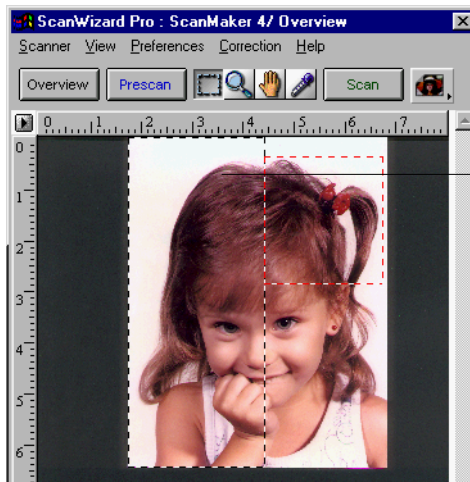 ScanWizard Pro : ScanMaker 4/ Overview
Scanner View Preferences Correction Help
Overview Prescan Scan
0 1 2 3 4 5 6 7
0
1
2
3
4
5
6